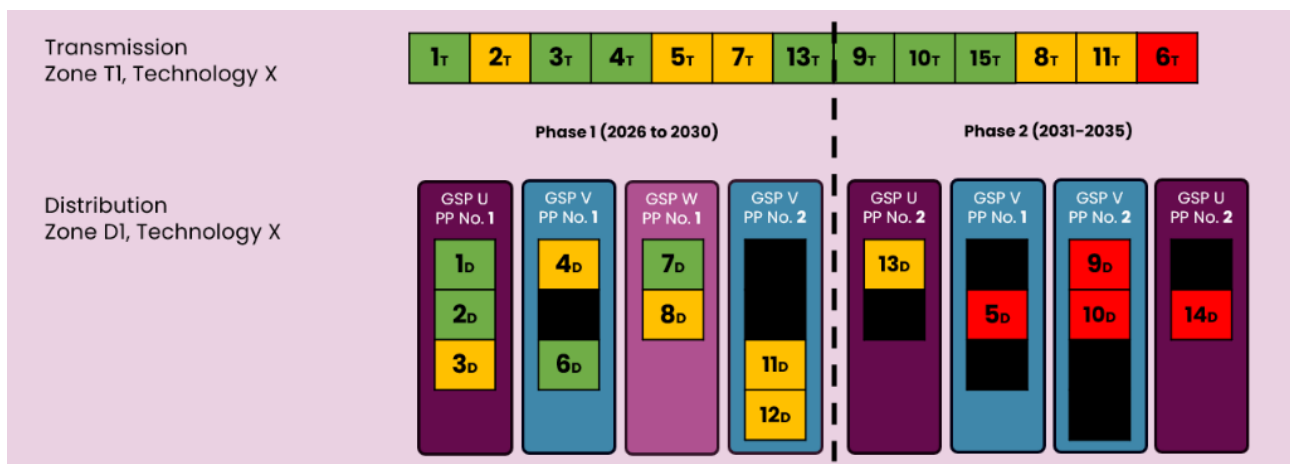 Transmission
Zone T1, Technology X
1T 2T 3T 4T 5T 7T 13T 9T 10T 15T 8T 11T 6T
Phase 1 (2026 to 2030)
Phase 2 (2031-2035)
Distribution
Zone D1, Technology X
GSP U
PP No. 1
1D
2D
3D
GSP V
PP No. 1
4D
6D
GSP W
PP No. 1
7D
8D
GSP V
PP No. 2
11D
12D
GSP U
PP No. 2
13D
GSP V
PP No. 1
5D
GSP V
PP No. 2
9D
10D
GSP U
PP No. 2
14D